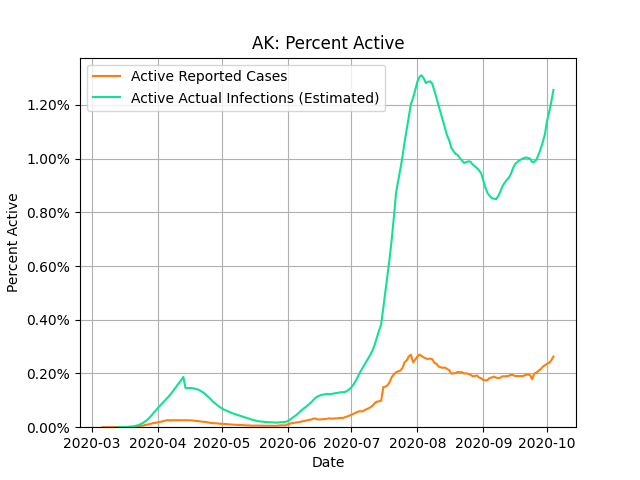 AK: Percent Active
Active Reported Cases
Active Actual Infections (Estimated)
Percent Active
1.20%
1.00%
0.80%
0.60%
0.40%
0.20%
0.00%
2020-03 2020-04 2020-05 2020-06 2020-07 2020-08 2020-09 2020-10
Date